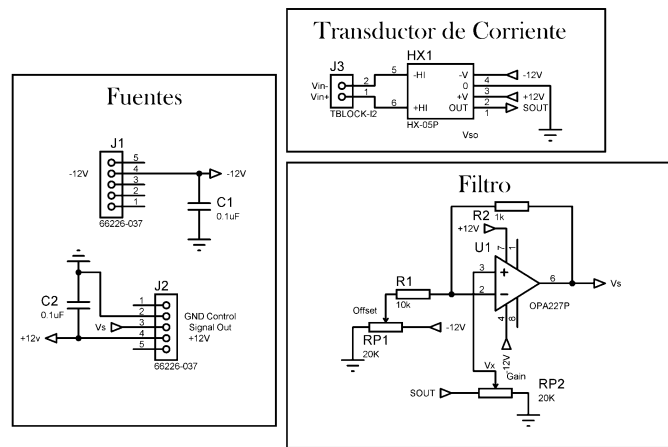 Transductor de Corriente
HX1
J3
Vin-
Vin+
2
1
TBLOCK-I2
5
6
-HI
+HI
-V
0
+V
OUT
4
3
2
1
-12V
+12V
SOUT
HX-05P
Vso
Fuentes
J1
-12V
5
4
3
2
1
-12V
66226-037
C1
0.1uF
J2
C2
0.1uF
1
2
3
4
5
Vs
+12v
GND Control
Signal Out
+12V
66226-037
Filtro
R2
1k
+12V
U1
7
1
3
2
6
4
8
Vs
OPA227P
R1
10k
Offset
RP1
20K
-12V
-12V
Vx
Gain
SOUT
RP2
20K